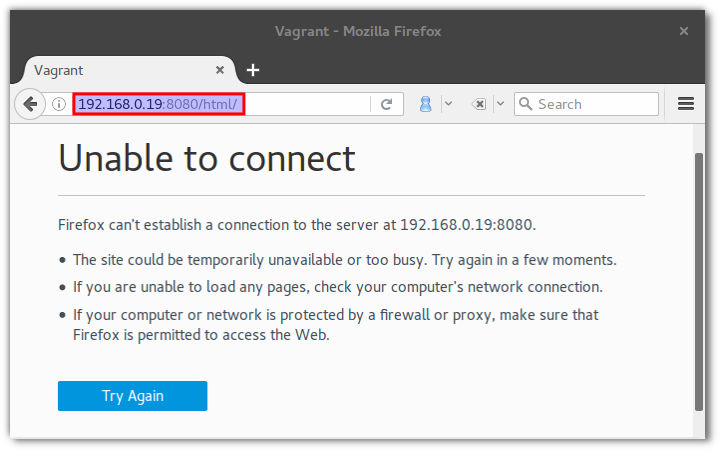 Vagrant - Mozilla Firefox
Vagrant
192.168.0.19:8080/html/
Search
Unable to connect
Firefox can't establish a connection to the server at 192.168.0.19:8080.
• The site could be temporarily unavailable or too busy. Try again in a few moments.
• If you are unable to load any pages, check your computer's network connection.
• If your computer or network is protected by a firewall or proxy, make sure that
Firefox is permitted to access the Web.
Try Again